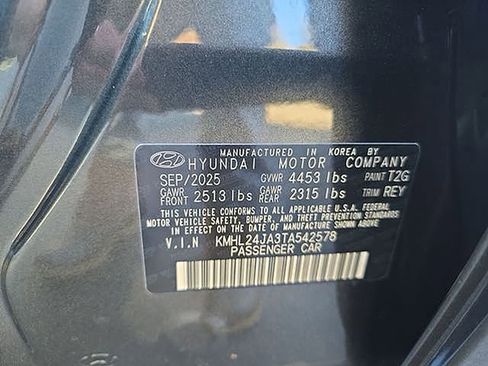 MANUFACTURED IN KOREA BY
HYUNDAI MOTOR COMPANY
SEP/2025 GVWR 4453 lbs PAINT T2G
GAWR FRONT 2513 lbs GAWR REAR 2315 lbs TRIM REY
THIS VEHICLE CONFORMS TO ALL APPLICABLE U.S.A. FEDERAL
MOTOR VEHICLE SAFETY, BUMPER, AND THEFT PREVENTION STANDARDS
IN EFFECT ON THE DATE OF MANUFACTURE SHOWN ABOVE.
V.I.N KMHL24JA3TA542578
PASSENGER CAR